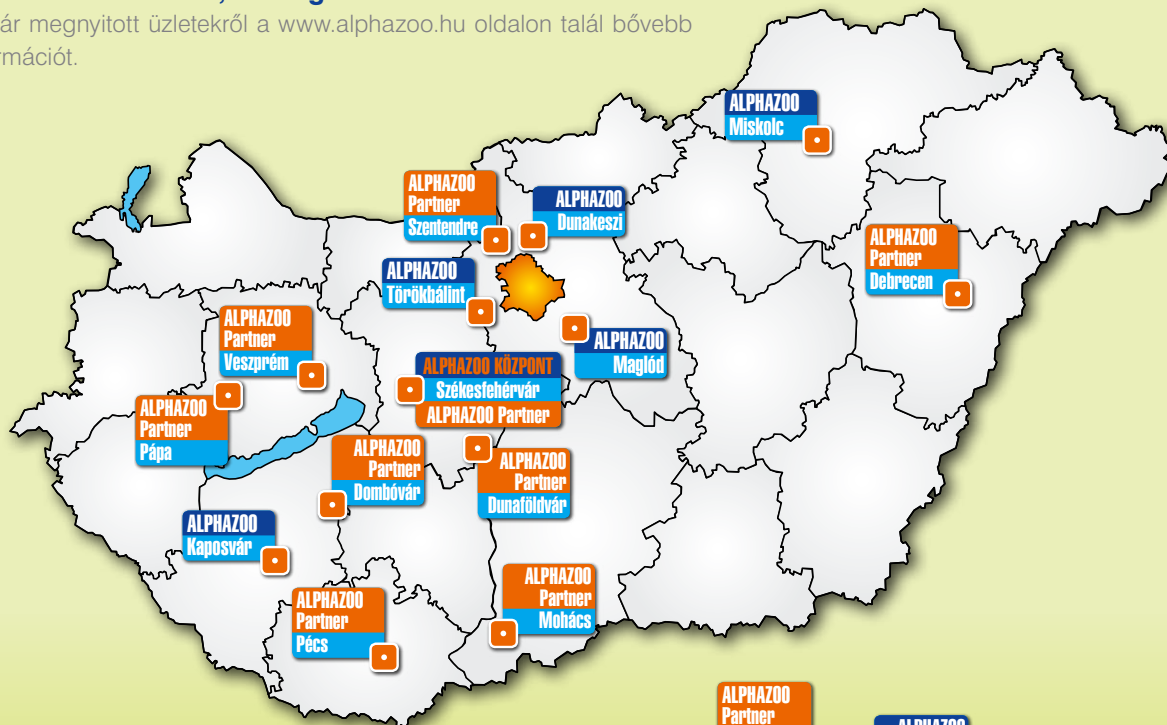 ár megnyitott üzletekről a www.alphazoo.hu oldalon talál bővebb
rmációt.
ALPHAZOO
Miskolc
ALPHAZOO
Partner
Szentendre
ALPHAZOO
Dunakeszi
ALPHAZOO
Partner
Debrecen
ALPHAZOO
Törökbálint
ALPHAZOO
Partner
Veszprém
ALPHAZOO
Maglód
ALPHAZOO KÖZPONT
Székesfehérvár
ALPHAZOO Partner
ALPHAZOO
Partner
Pápa
ALPHAZOO
Partner
Dombóvár
ALPHAZOO
Partner
Dunaföldvár
ALPHAZOO
Kaposvár
ALPHAZOO
Partner
Mohács
ALPHAZOO
Partner
Pécs
ALPHAZOO
Partner
ALPHAZOO